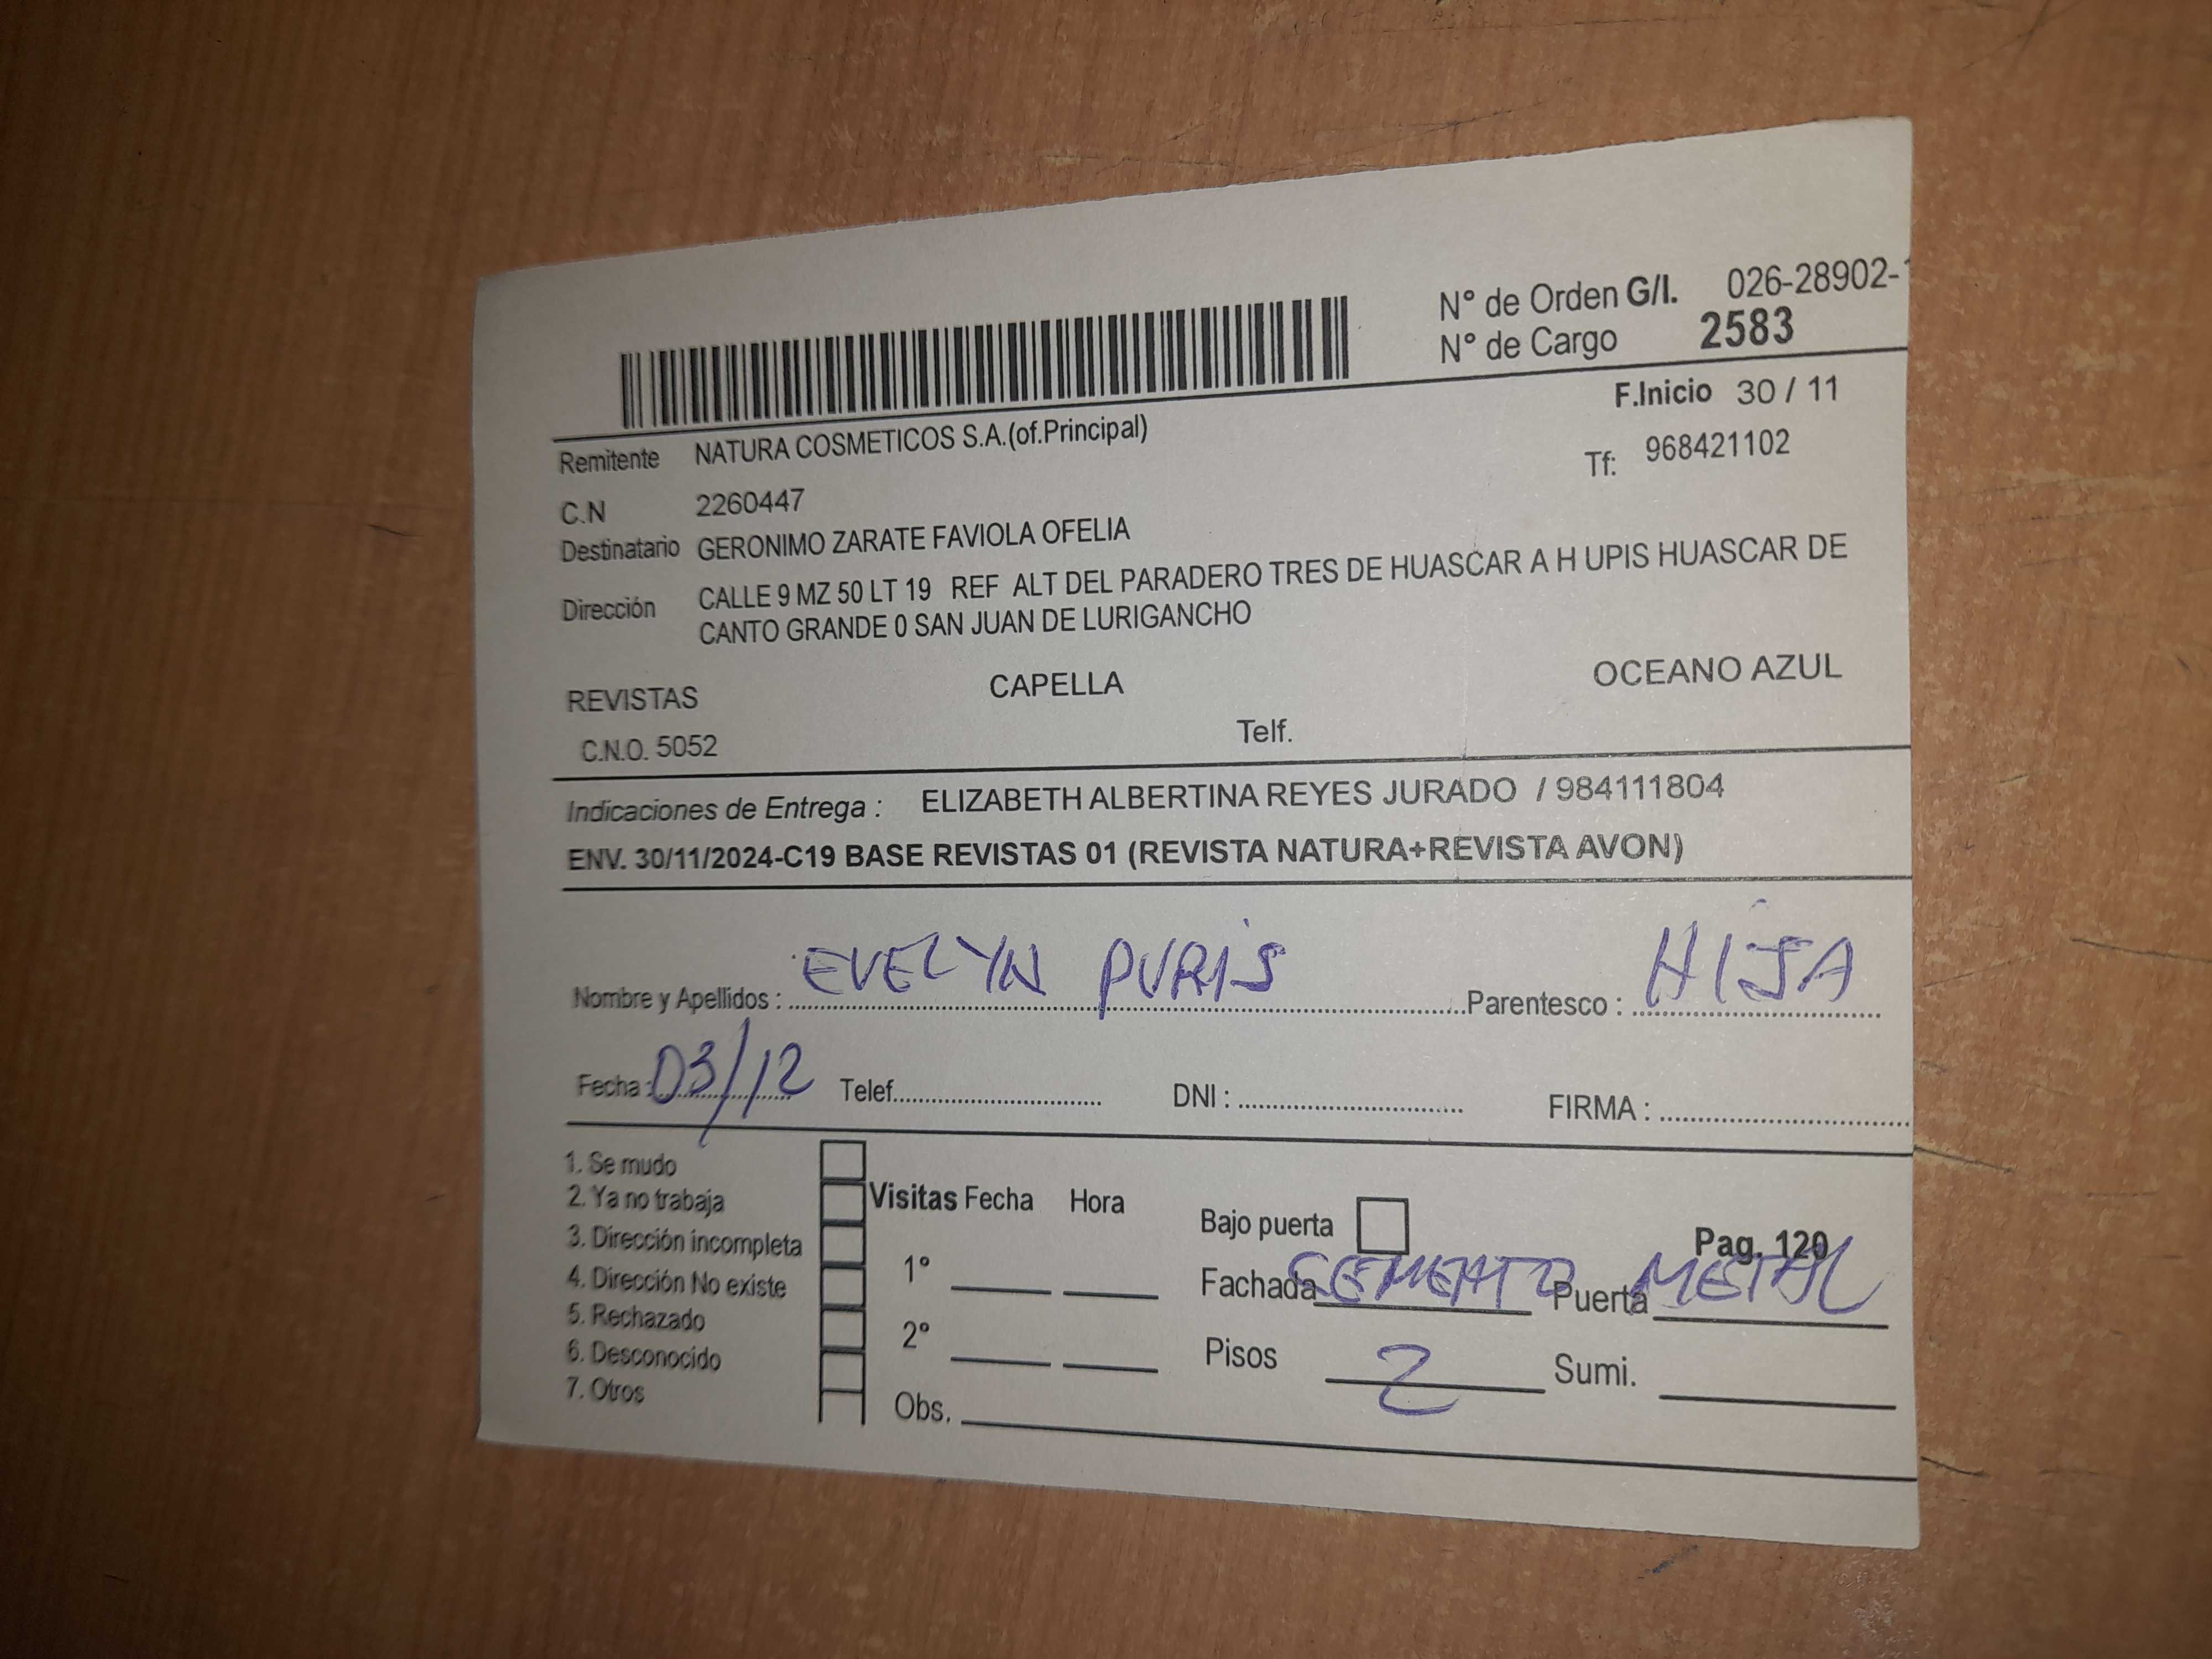 N° de Orden G/I. 026-28902-
N° de Cargo 2583
F.Inicio 30 / 11
Remitente NATURA COSMETICOS S.A.(of.Principal) Tf: 968421102
C.N 2260447
Destinatario GERONIMO ZARATE FAVIOLA OFELIA
Dirección CALLE 9 MZ 50 LT 19 REF ALT DEL PARADERO TRES DE HUASCAR A H UPIS HUASCAR DE
CANTO GRANDE 0 SAN JUAN DE LURIGANCHO
REVISTAS CAPELLA OCEANO AZUL
C.N.O. 5052 Telf.
Indicaciones de Entrega : ELIZABETH ALBERTINA REYES JURADO / 984111804
ENV. 30/11/2024-C19 BASE REVISTAS 01 (REVISTA NATURA+REVISTA AVON)
Nombre y Apellidos : EVELYN PURIS Parentesco : HIJA
Fecha : 03/12 Telef. DNI : FIRMA :
1. Se mudo
2. Ya no trabaja Visitas Fecha Hora Bajo puerta Pag. 120
3. Dirección incompleta
4. Dirección No existe 1° Fachada SEMENTO Puerta METAL
5. Rechazado
6. Desconocido 2° Pisos 2 Sumi.
7. Otros Obs.